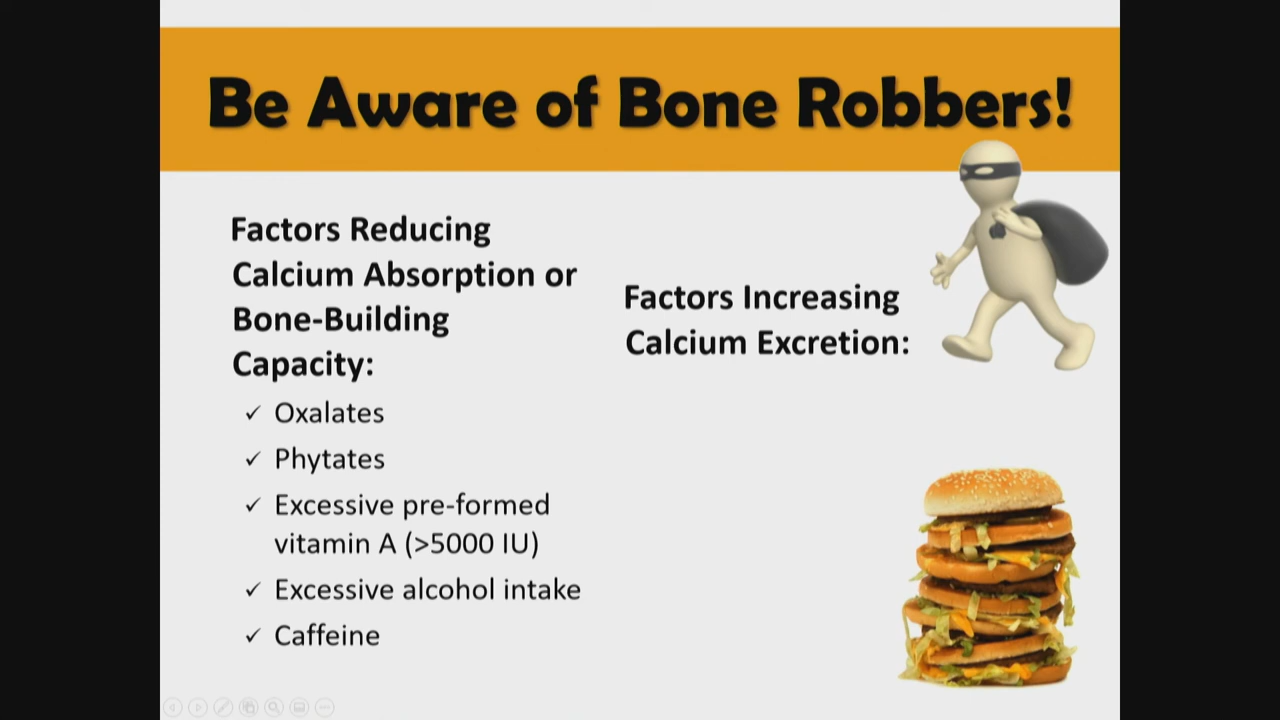 Be Aware of Bone Robbers!
Factors Reducing
Calcium Absorption or
Bone-Building
Capacity:
✓ Oxalates
✓ Phytates
✓ Excessive pre-formed
vitamin A (>5000 IU)
✓ Excessive alcohol intake
✓ Caffeine
Factors Increasing
Calcium Excretion: